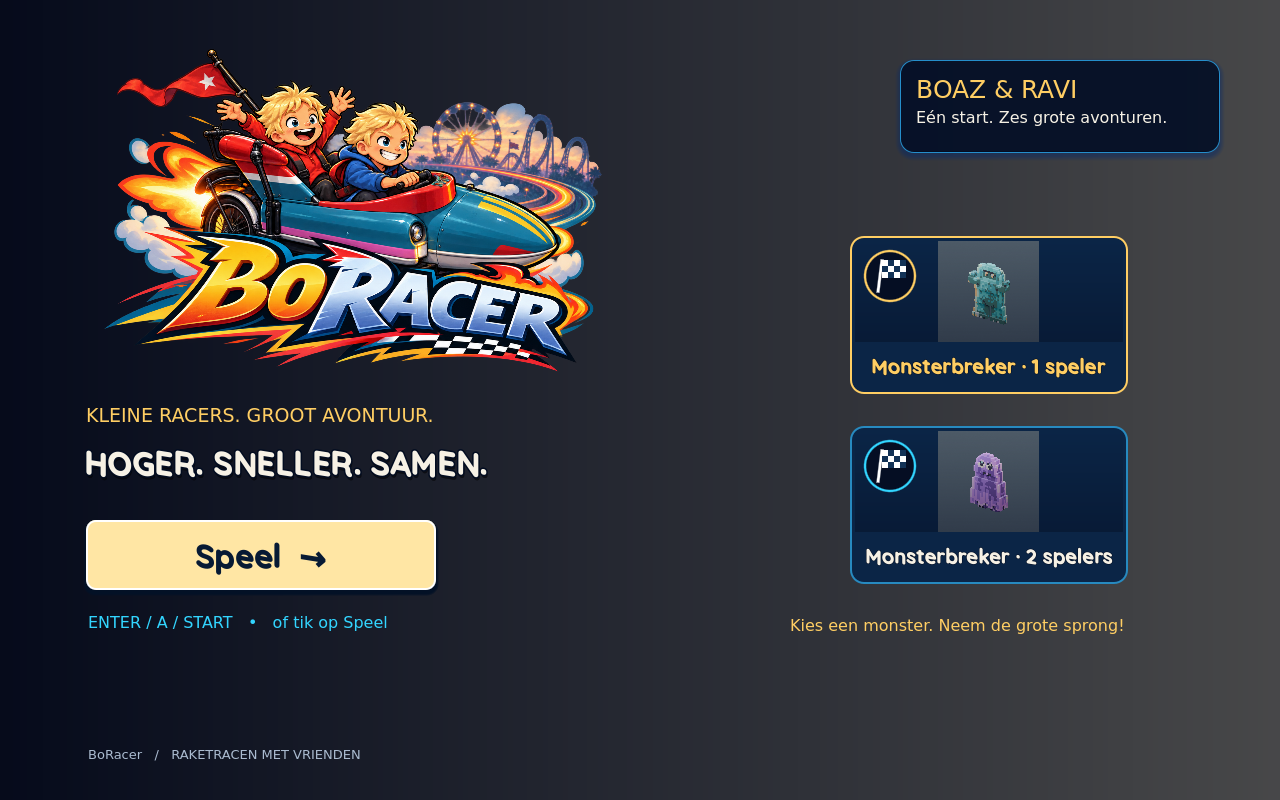 BORACER
KLEINE RACERS. GROOT AVONTUUR.
HOGER. SNELLER. SAMEN.
Speel →
ENTER / A / START • of tik op Speel
BoRacer / RAKETRACEN MET VRIENDEN
BOAZ & RAVI
Eén start. Zes grote avonturen.
Monsterbreker · 1 speler
Monsterbreker · 2 spelers
Kies een monster. Neem de grote sprong!